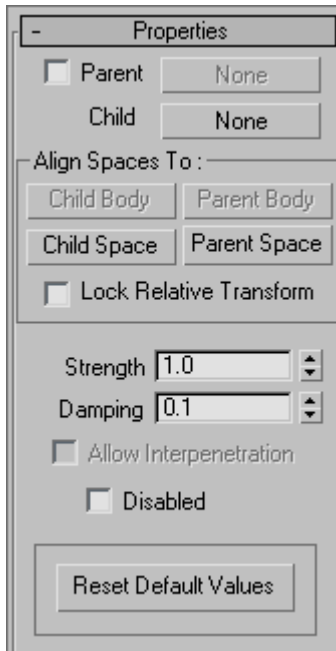 - Properties
Parent None
Child None
Align Spaces To :
Child Body Parent Body
Child Space Parent Space
Lock Relative Transform
Strength 1.0
Damping 0.1
Allow Interpenetration
Disabled
Reset Default Values